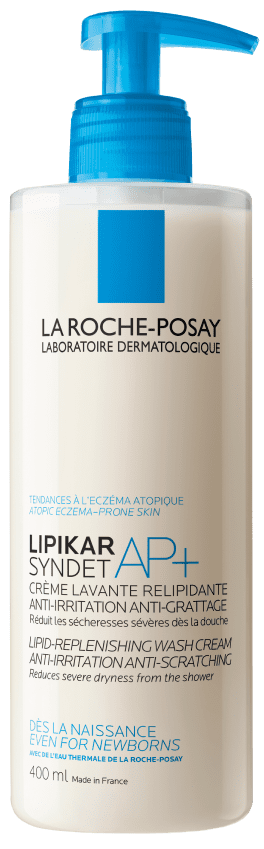 LA ROCHE-POSAY
LABORATOIRE DERMATOLOGIQUE
TENDANCES À L'ECZÉMA ATOPIQUE
ATOPIC ECZEMA-PRONE SKIN
LIPIKAR
SYNDET AP+
CRÈME LAVANTE RELIPIDANTE
ANTI-IRRITATION ANTI-GRATTAGE
Réduit les sécheresses sévères dès la douche
LIPID-REPLENISHING WASH CREAM
ANTI-IRRITATION ANTI-SCRATCHING
Reduces severe dryness from the shower
DÈS LA NAISSANCE
EVEN FOR NEWBORNS
AVEC DE L'EAU THERMALE DE LA ROCHE-POSAY
400 ml Made in France